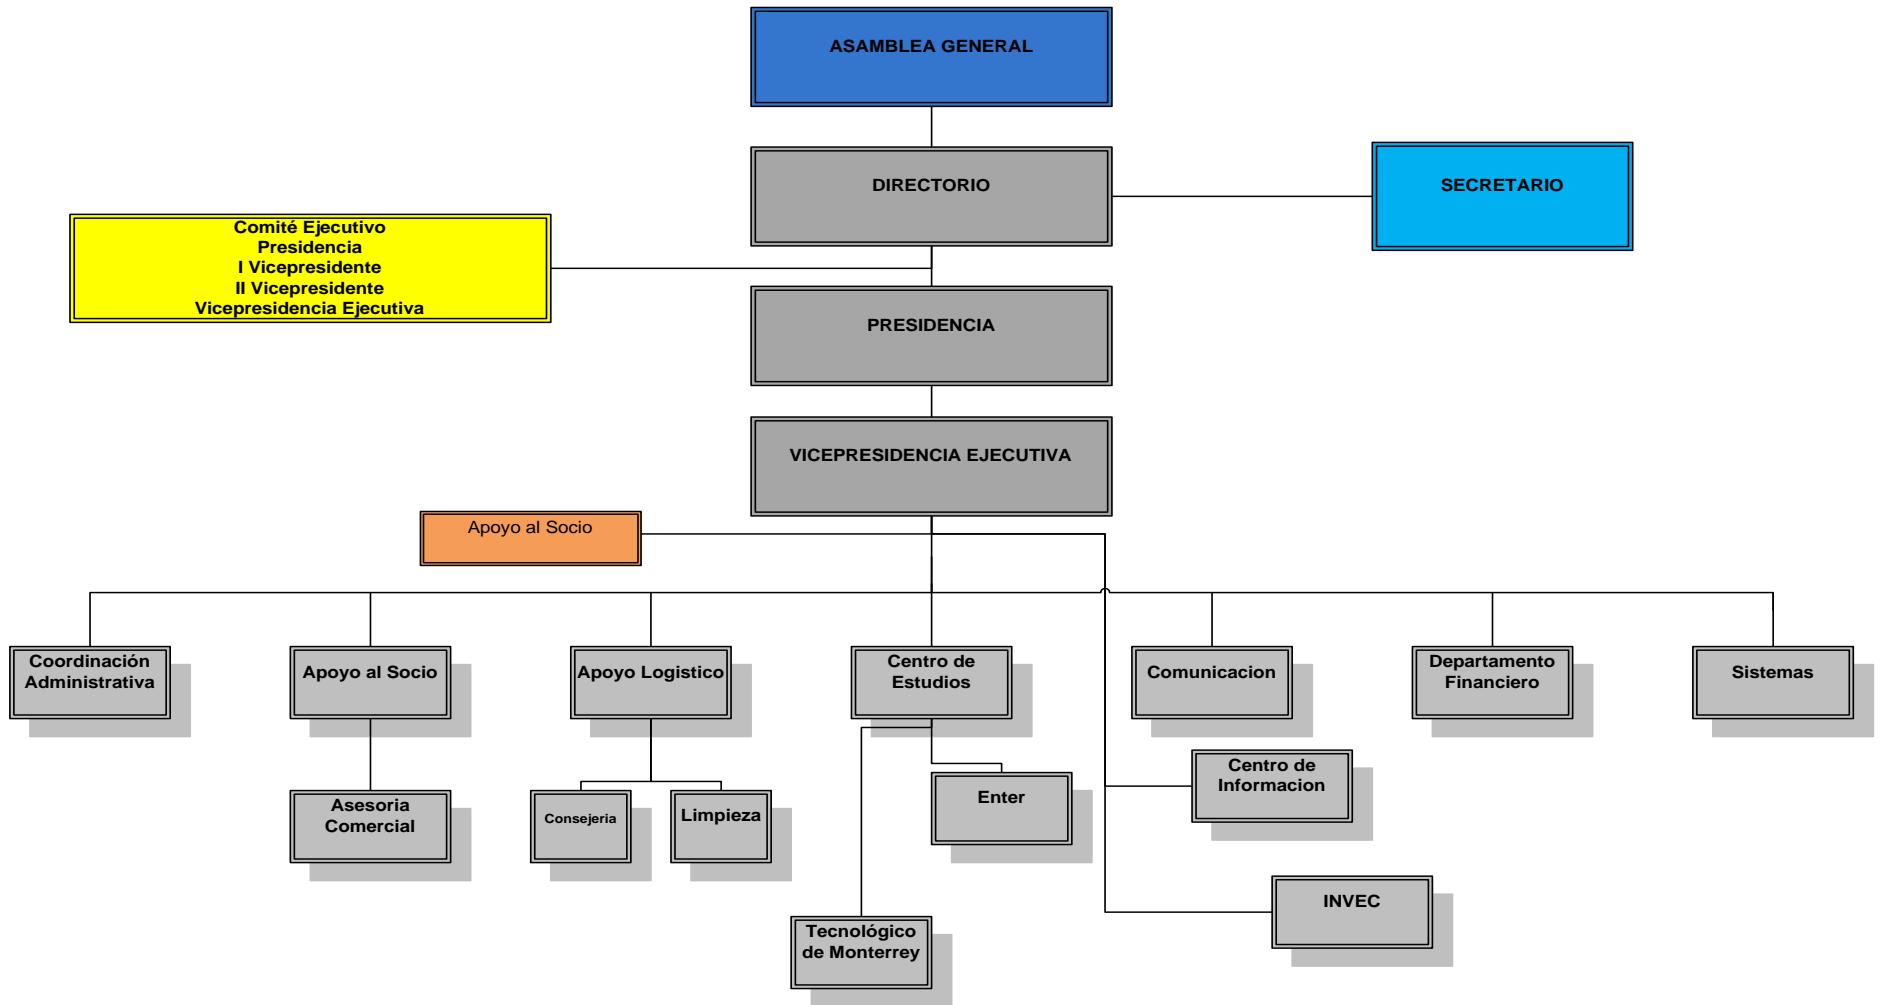 ASAMBLEA GENERAL
DIRECTORIO
SECRETARIO
Comité Ejecutivo
Presidencia
I Vicepresidente
II Vicepresidente
Vicepresidencia Ejecutiva
PRESIDENCIA
VICEPRESIDENCIA EJECUTIVA
Apoyo al Socio
Coordinación
Administrativa
Apoyo al Socio
Apoyo Logistico
Centro de
Estudios
Comunicacion
Departamento
Financiero
Sistemas
Asesoria
Comercial
Consejeria
Limpieza
Enter
Centro de
Informacion
Tecnológico
de Monterrey
INVEC